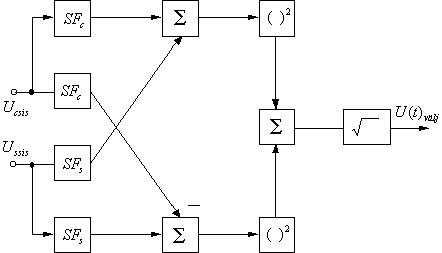 SF_c Σ ( )²
SF_c
U_csis
Σ √ U(t)_valj
U_ssis
SF_s
−
SF_s Σ ( )²